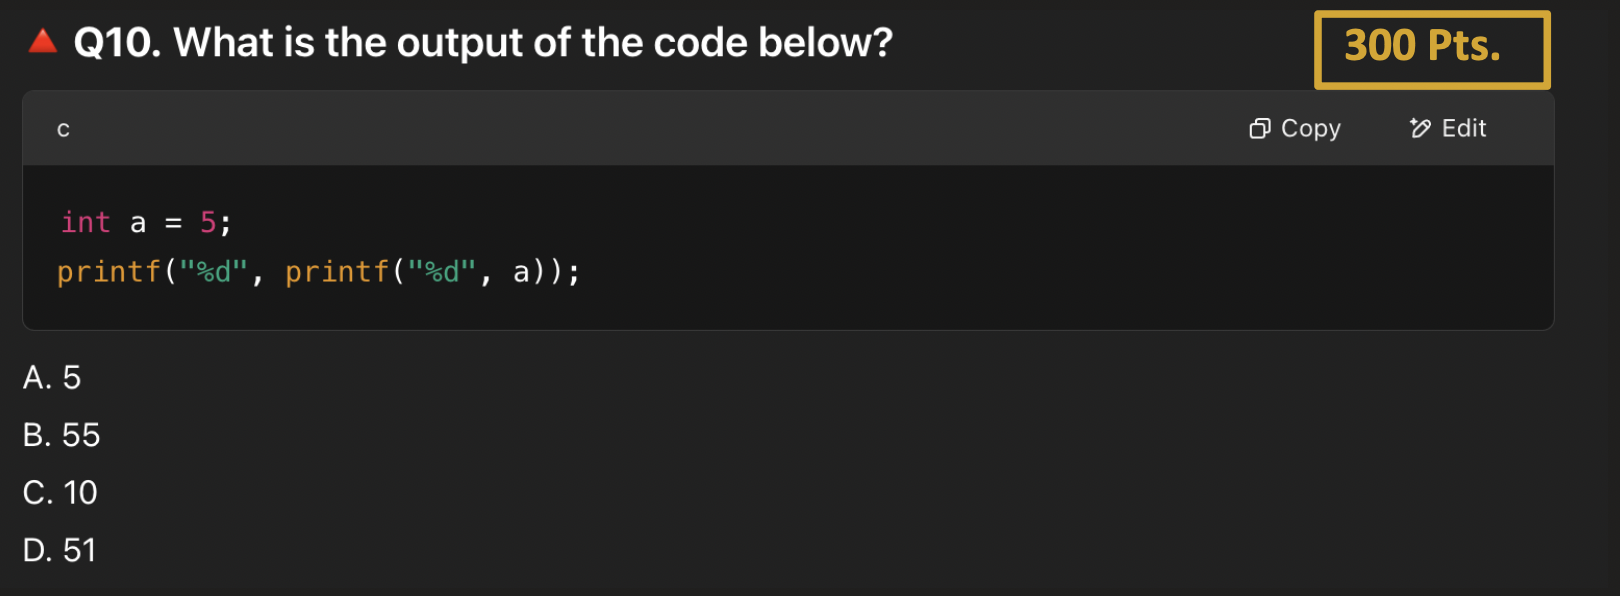 🔺 Q10. What is the output of the code below?
300 Pts.
c
Copy
Edit
int a = 5;
printf("%d", printf("%d", a));
A. 5
B. 55
C. 10
D. 51